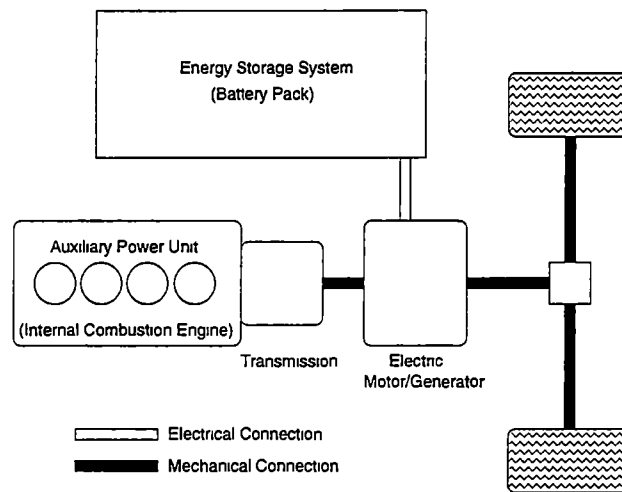 Energy Storage System
(Battery Pack)
Auxiliary Power Unit
(Internal Combustion Engine)
Transmission
Electric
Motor/Generator
Electrical Connection
Mechanical Connection